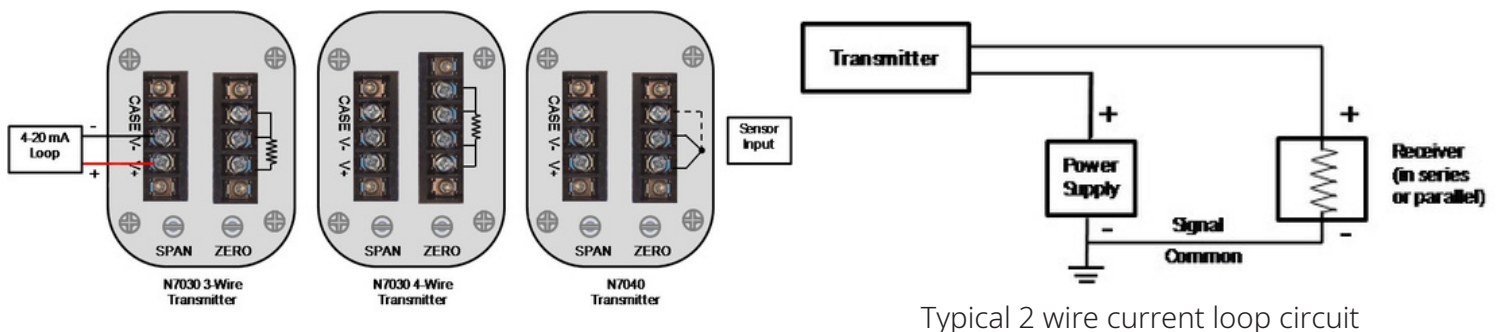 4-20 mA
Loop
-
+
CASE V- V+
SPAN ZERO
N7030 3-Wire
Transmitter
CASE V- V+
SPAN ZERO
N7030 4-Wire
Transmitter
CASE V- V+
SPAN ZERO
N7040
Transmitter
Sensor
Input
Transmitter
+
Power
Supply
-
Signal
Common
+
-
Receiver
(in series
or parallel)
Typical 2 wire current loop circuit